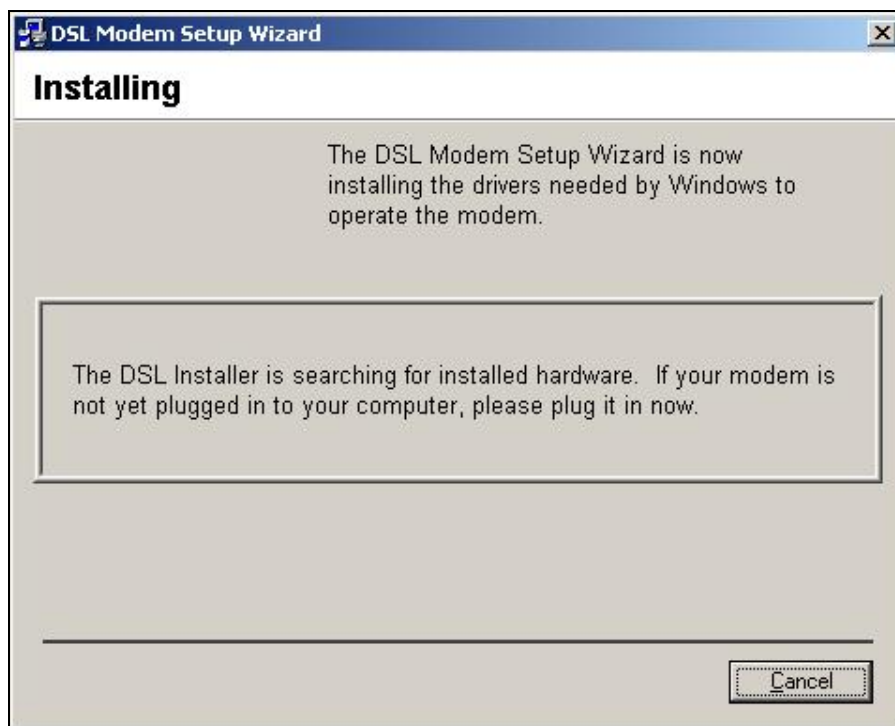 DSL Modem Setup Wizard
Installing
The DSL Modem Setup Wizard is now
installing the drivers needed by Windows to
operate the modem.
The DSL Installer is searching for installed hardware.  If your modem is
not yet plugged in to your computer, please plug it in now.
Cancel